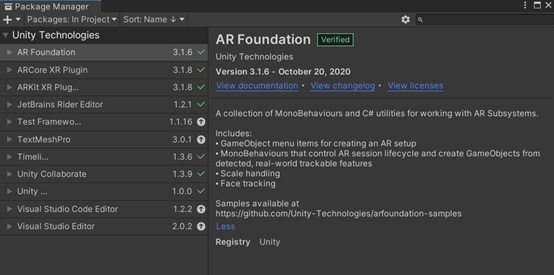 Package Manager
+ Packages: In Project Sort: Name ↓
Unity Technologies
AR Foundation 3.1.6
ARCore XR Plugin 3.1.8
ARKit XR Plug... 3.1.8
JetBrains Rider Editor 1.2.1
Test Framewo... 1.1.16
TextMeshPro 3.0.1
Timeli... 1.3.6
Unity Collaborate 1.3.9
Unity ... 1.0.0
Visual Studio Code Editor 1.2.2
Visual Studio Editor 2.0.2
AR Foundation Verified
Unity Technologies
Version 3.1.6 - October 20, 2020
View documentation • View changelog • View licenses
A collection of MonoBehaviours and C# utilities for working with AR Subsystems.
Includes:
• GameObject menu items for creating an AR setup
• MonoBehaviours that control AR session lifecycle and create GameObjects from
detected, real-world trackable features
• Scale handling
• Face tracking
Samples available at
https://github.com/Unity-Technologies/arfoundation-samples
Less
Registry Unity